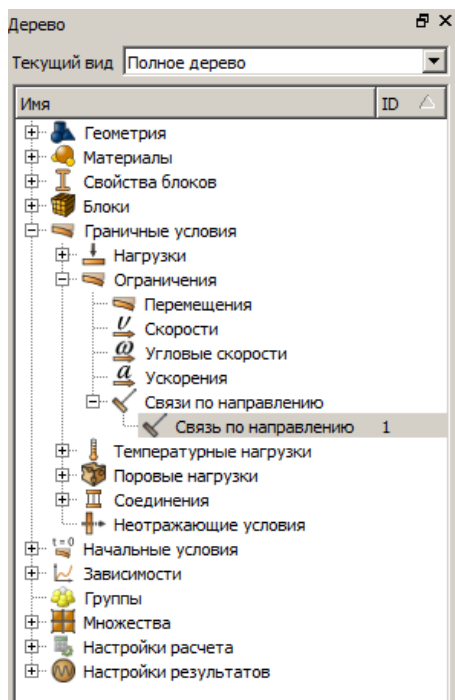 Дерево
Текущий вид Полное дерево
Имя ID
Геометрия
Материалы
Свойства блоков
Блоки
Граничные условия
Нагрузки
Ограничения
Перемещения
υ Скорости
ω Угловые скорости
a Ускорения
Связи по направлению
Связь по направлению 1
Температурные нагрузки
Поровые нагрузки
Соединения
Неотражающие условия
t=0 Начальные условия
Зависимости
Группы
Множества
Настройки расчета
Настройки результатов